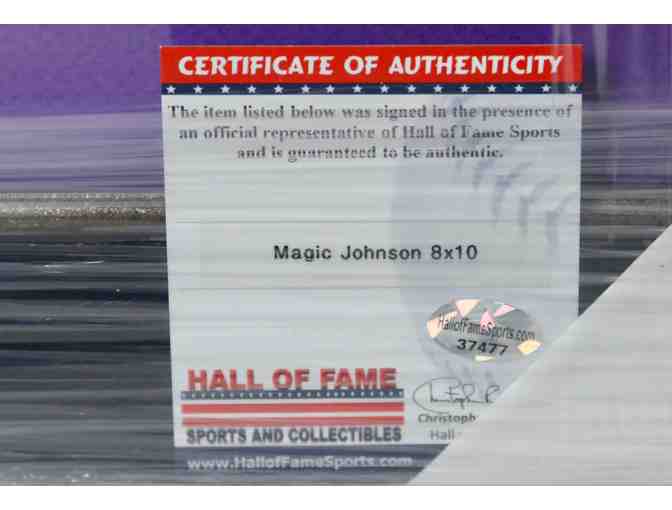 CERTIFICATE OF AUTHENTICITY
The item listed below was signed in the presence of
an official representative of Hall of Fame Sports
and is guaranteed to be authentic.
Magic Johnson 8x10
HallofFameSports.com
37477
HALL OF FAME
SPORTS AND COLLECTIBLES
www.HallofFameSports.com
Christoph
Hall